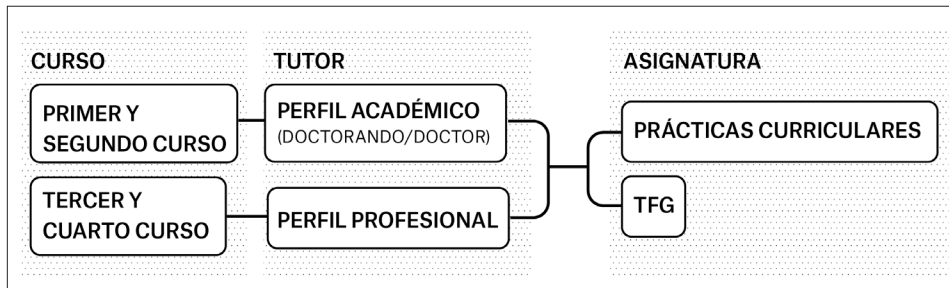 CURSO
PRIMER Y
SEGUNDO CURSO
TERCER Y
CUARTO CURSO
TUTOR
PERFIL ACADÉMICO
(DOCTORANDO/DOCTOR)
PERFIL PROFESIONAL
ASIGNATURA
PRÁCTICAS CURRICULARES
TFG